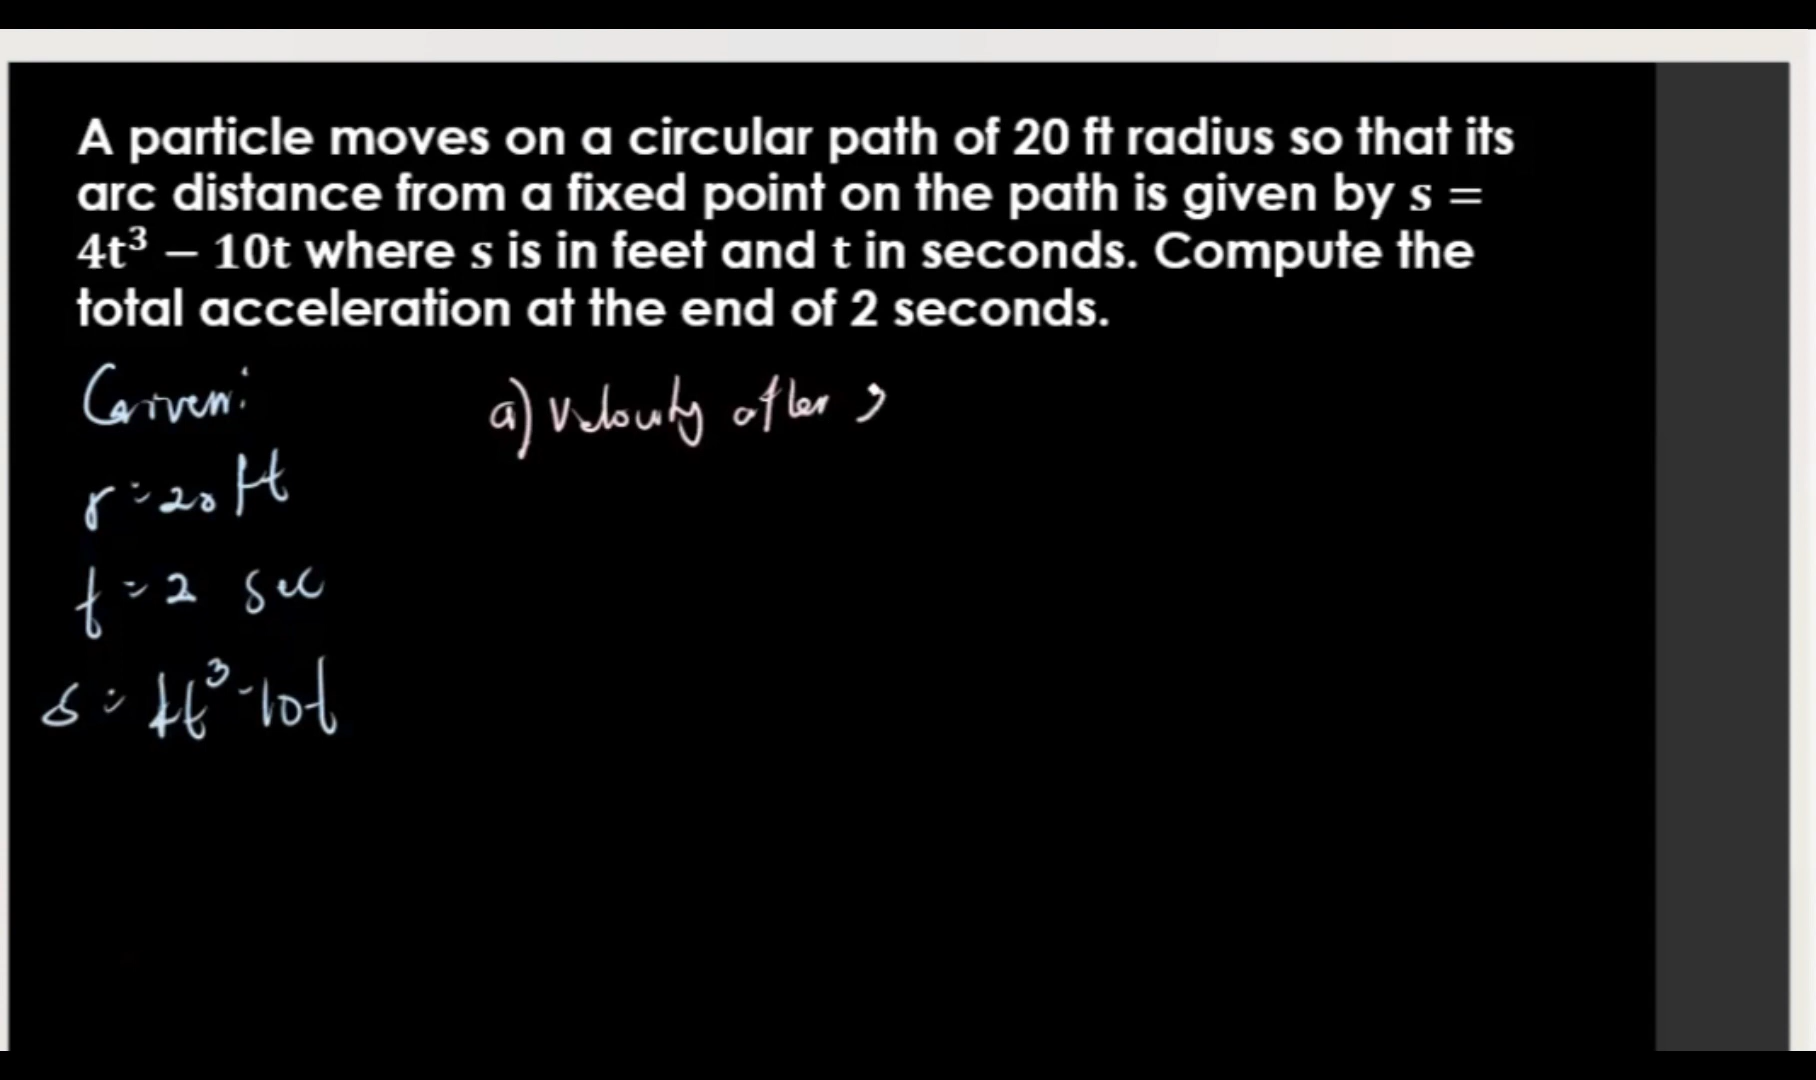 A particle moves on a circular path of 20 ft radius so that its
arc distance from a fixed point on the path is given by s =
4t³ − 10t where s is in feet and t in seconds. Compute the
total acceleration at the end of 2 seconds.
Given:
a) Velocity after
r = 20 ft
t = 2 sec
s = 4t³ - 10t